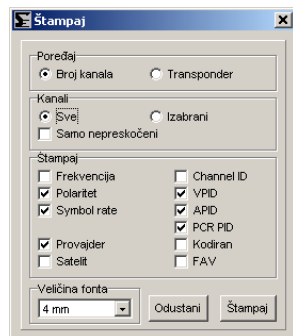 Štampaj
Poređaj
Broj kanala Transponder
Kanali
Sve Izabrani
Samo nepreskočeni
Štampaj
Frekvencija Channel ID
Polaritet VPID
Symbol rate APID
PCR PID
Provajder Kodiran
Satelit FAV
Veličina fonta
4 mm Odustani Štampaj